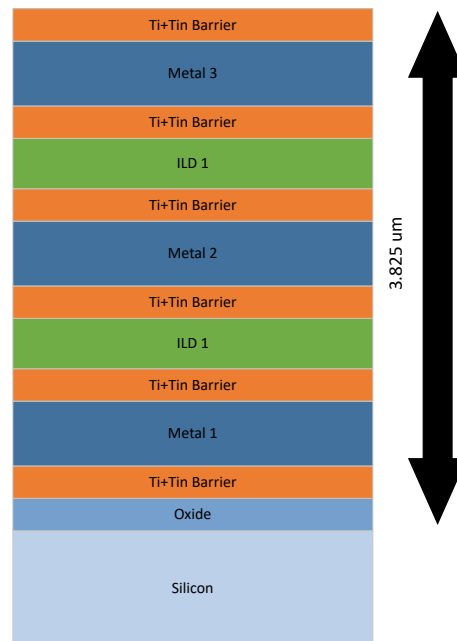 Ti+Tin Barrier
Metal 3
Ti+Tin Barrier
ILD 1
Ti+Tin Barrier
Metal 2
Ti+Tin Barrier
ILD 1
Ti+Tin Barrier
Metal 1
Ti+Tin Barrier
Oxide
Silicon
3.825 um